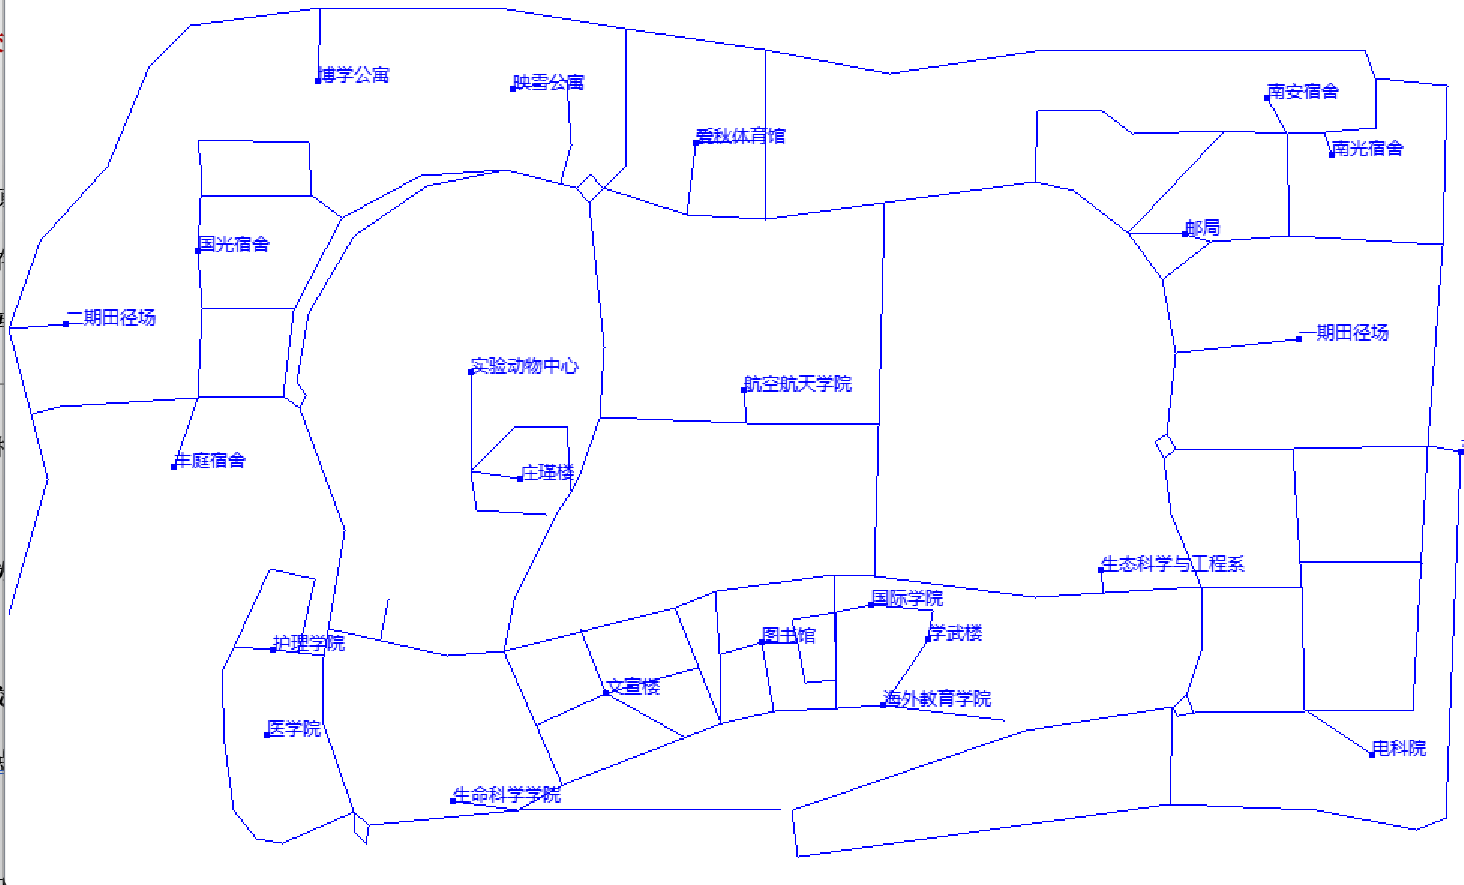 博学公寓
映雪公寓
南安宿舍
爱秋体育馆
南光宿舍
邮局
国光宿舍
二期田径场
一期田径场
实验动物中心
航空航天学院
丰庭宿舍
庄瑾楼
生态科学与工程系
国际学院
图书馆
学武楼
护理学院
文宣楼
海外教育学院
医学院
电科院
生命科学学院